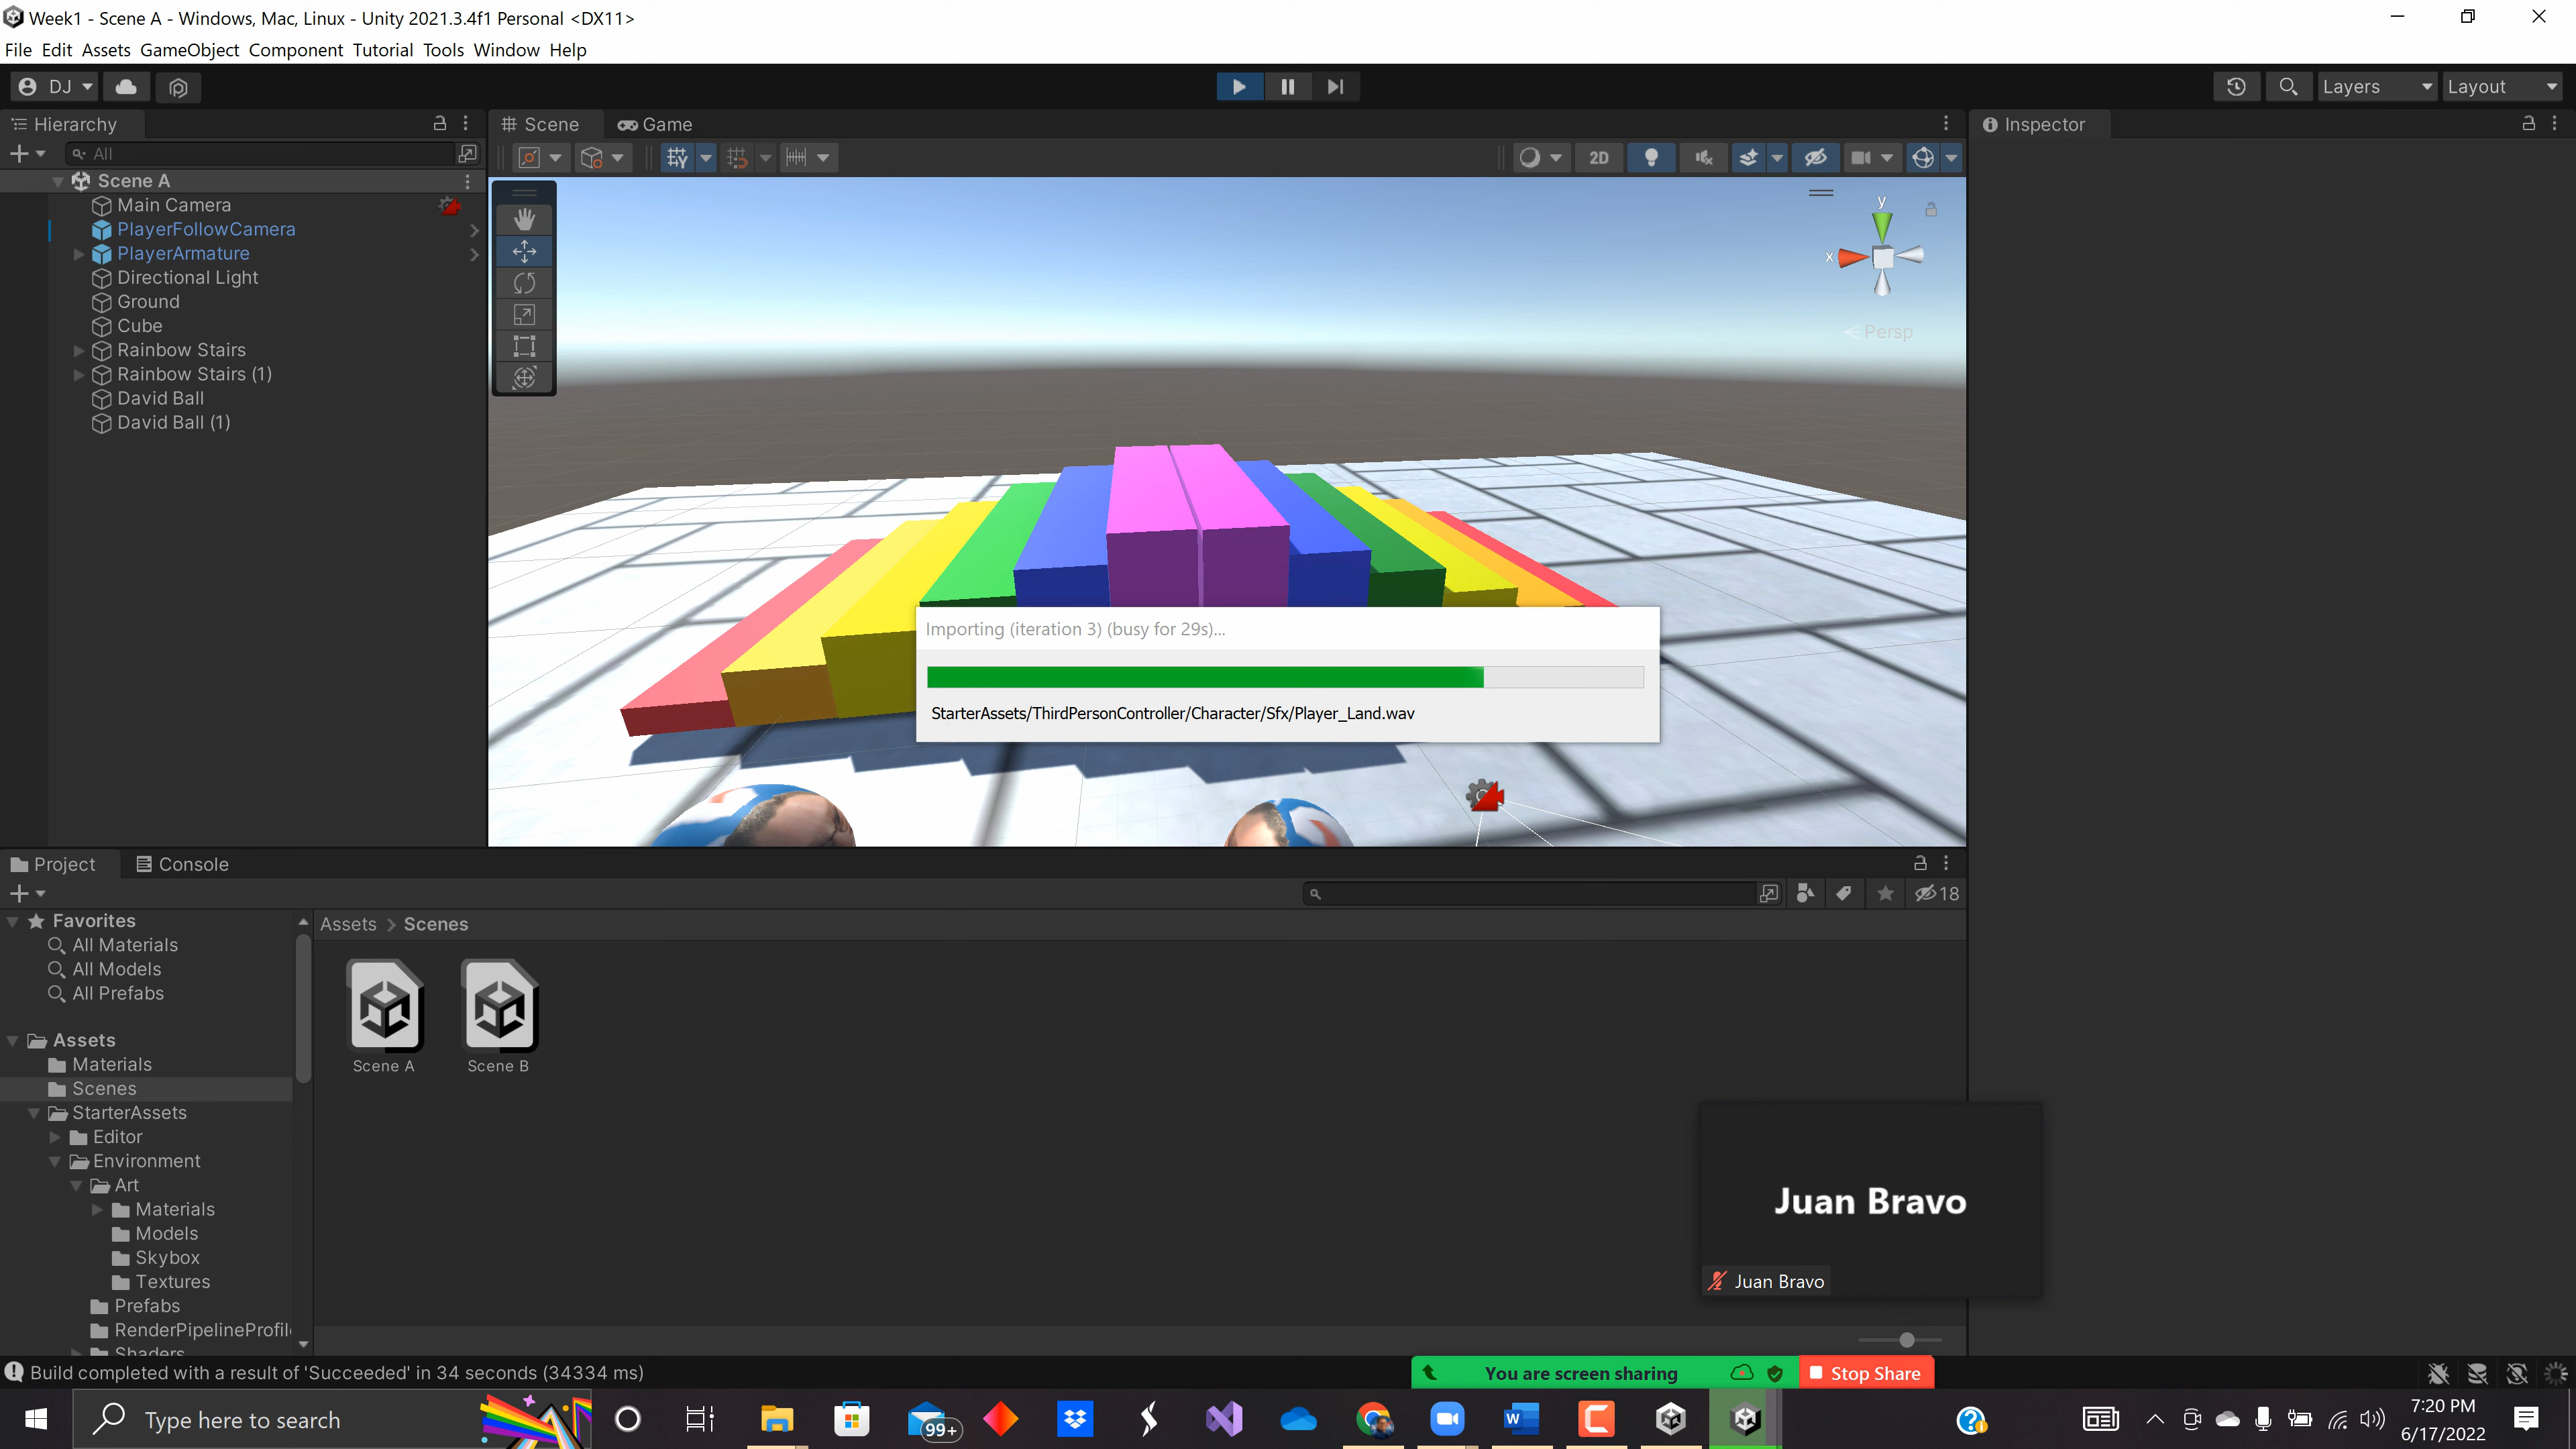 Week1 - Scene A - Windows, Mac, Linux - Unity 2021.3.4f1 Personal <DX11>
File Edit Assets GameObject Component Tutorial Tools Window Help
DJ
Layers
Layout
Hierarchy
Scene
Game
Inspector
All
2D
Scene A
Main Camera
PlayerFollowCamera
PlayerArmature
Directional Light
Ground
Cube
Rainbow Stairs
Rainbow Stairs (1)
David Ball
David Ball (1)
y
x
Persp
Importing (iteration 3) (busy for 29s)...
StarterAssets/ThirdPersonController/Character/Sfx/Player_Land.wav
Project
Console
18
Favorites
All Materials
All Models
All Prefabs
Assets
Materials
Scenes
StarterAssets
Editor
Environment
Art
Materials
Models
Skybox
Textures
Prefabs
RenderPipelineProfil
Shaders
Assets > Scenes
Scene A
Scene B
Juan Bravo
Juan Bravo
Build completed with a result of 'Succeeded' in 34 seconds (34334 ms)
You are screen sharing
Stop Share
Type here to search
99+
7:20 PM
6/17/2022